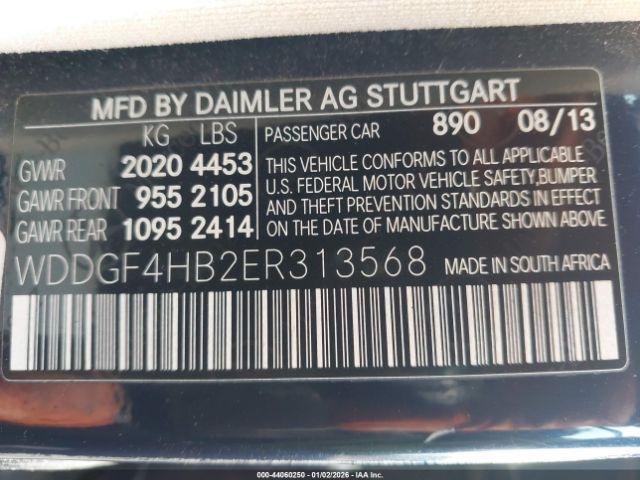 MFD BY DAIMLER AG STUTTGART
KG LBS
GWWR 2020 4453
GAWR FRONT 955 2105
GAWR REAR 1095 2414
PASSENGER CAR 890 08/13
THIS VEHICLE CONFORMS TO ALL APPLICABLE
U.S. FEDERAL MOTOR VEHICLE SAFETY,BUMPER
AND THEFT PREVENTION STANDARDS IN EFFECT
ON THE DATE OF MANUFACTURE SHOWN ABOVE.
WDDGF4HB2ER313568 MADE IN SOUTH AFRICA
000-44060250 01/02/2026 - COPYRIGHT IAA, INC.